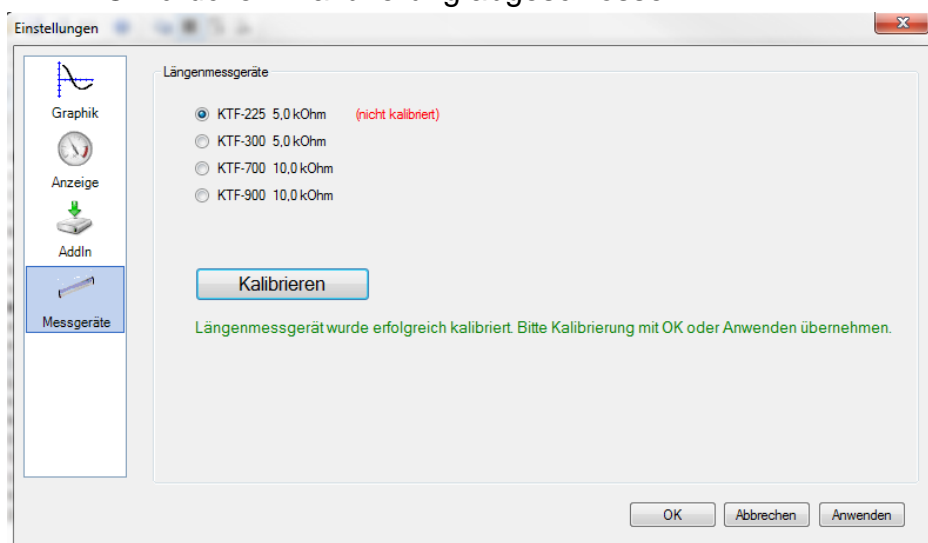 Einstellungen
X
Graphik
Anzeige
AddIn
Messgeräte
Längenmessgeräte
KTF-225 5,0 kOhm (nicht kalibriert)
KTF-300 5,0 kOhm
KTF-700 10,0 kOhm
KTF-900 10,0 kOhm
Kalibrieren
Längenmessgerät wurde erfolgreich kalibriert. Bitte Kalibrierung mit OK oder Anwenden übernehmen.
OK Abbrechen Anwenden